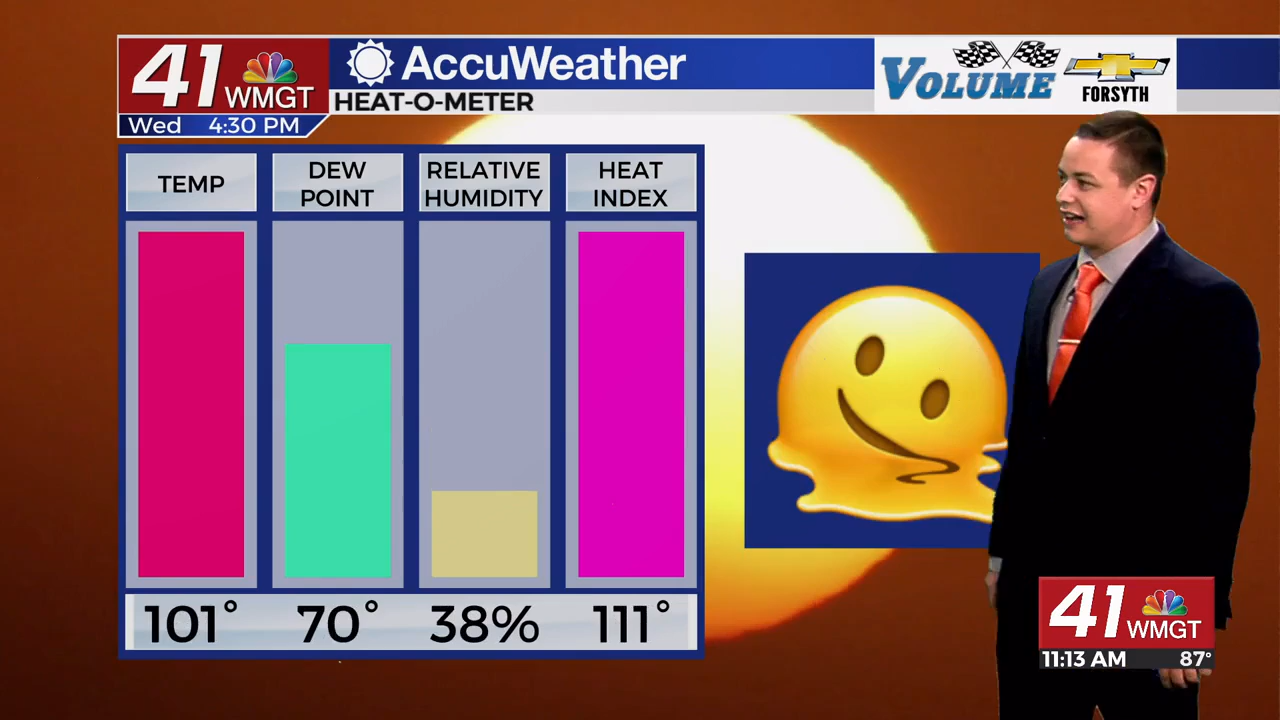 41 WMGT
AccuWeather
HEAT-O-METER
VOLUME
FORSYTH
Wed 4:30 PM
TEMP
DEW POINT
RELATIVE HUMIDITY
HEAT INDEX
101° 70° 38% 111°
41 WMGT
11:13 AM 87°